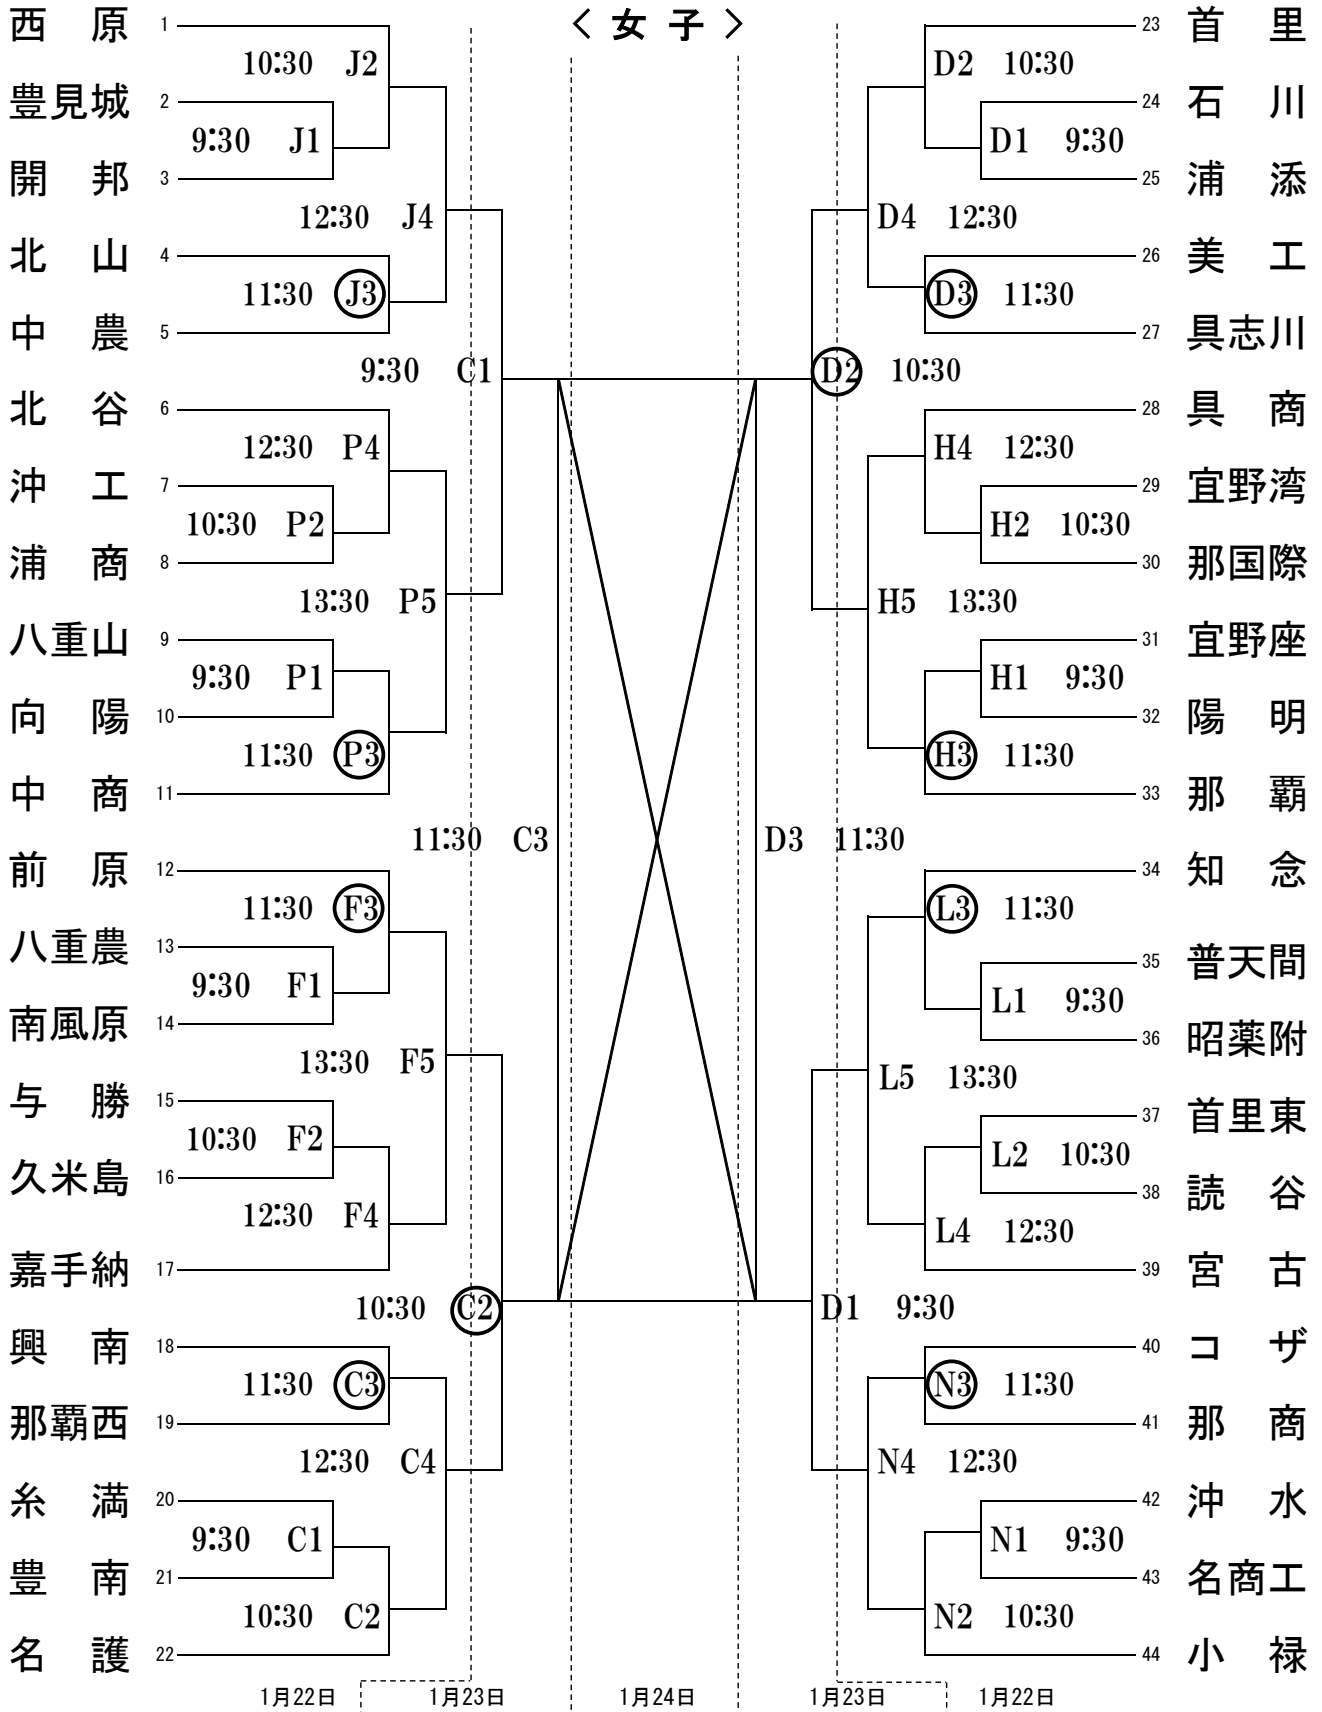 〈 女 子 〉
西 原 1
10:30 J2
豊見城 2
9:30 J1
開 邦 3
12:30 J4
北 山 4
11:30 J3
中 農 5
9:30 C1
北 谷 6
12:30 P4
沖 工 7
10:30 P2
浦 商 8
13:30 P5
八重山 9
9:30 P1
向 陽 10
11:30 P3
中 商 11
11:30 C3
前 原 12
11:30 F3
八重農 13
9:30 F1
南風原 14
13:30 F5
与 勝 15
10:30 F2
久米島 16
12:30 F4
嘉手納 17
10:30 C2
興 南 18
11:30 C3
那覇西 19
12:30 C4
糸 満 20
9:30 C1
豊 南 21
10:30 C2
名 護 22
23 首 里
D2 10:30
24 石 川
D1 9:30
25 浦 添
D4 12:30
26 美 工
D3 11:30
27 具志川
D2 10:30
28 具 商
H4 12:30
29 宜野湾
H2 10:30
30 那国際
H5 13:30
31 宜野座
H1 9:30
32 陽 明
H3 11:30
33 那 覇
D3 11:30
34 知 念
L3 11:30
35 普天間
L1 9:30
36 昭薬附
L5 13:30
37 首里東
L2 10:30
38 読 谷
L4 12:30
39 宮 古
D1 9:30
40 コ ザ
N3 11:30
41 那 商
N4 12:30
42 沖 水
N1 9:30
43 名商工
N2 10:30
44 小 禄
1月22日 1月23日 1月24日 1月23日 1月22日